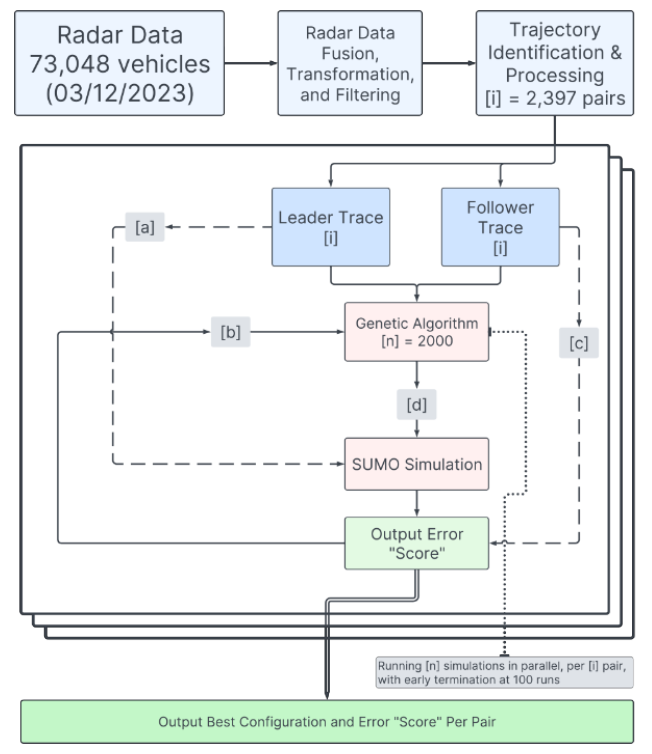 Radar Data
73,048 vehicles
(03/12/2023)
Radar Data
Fusion,
Transformation,
and Filtering
Trajectory
Identification &
Processing
[i] = 2,397 pairs
Leader Trace
[i]
Follower
Trace
[i]
[a]
Genetic Algorithm
[n] = 2000
[b]
[c]
[d]
SUMO Simulation
Output Error
"Score"
Running [n] simulations in parallel, per [i] pair,
with early termination at 100 runs
Output Best Configuration and Error "Score" Per Pair